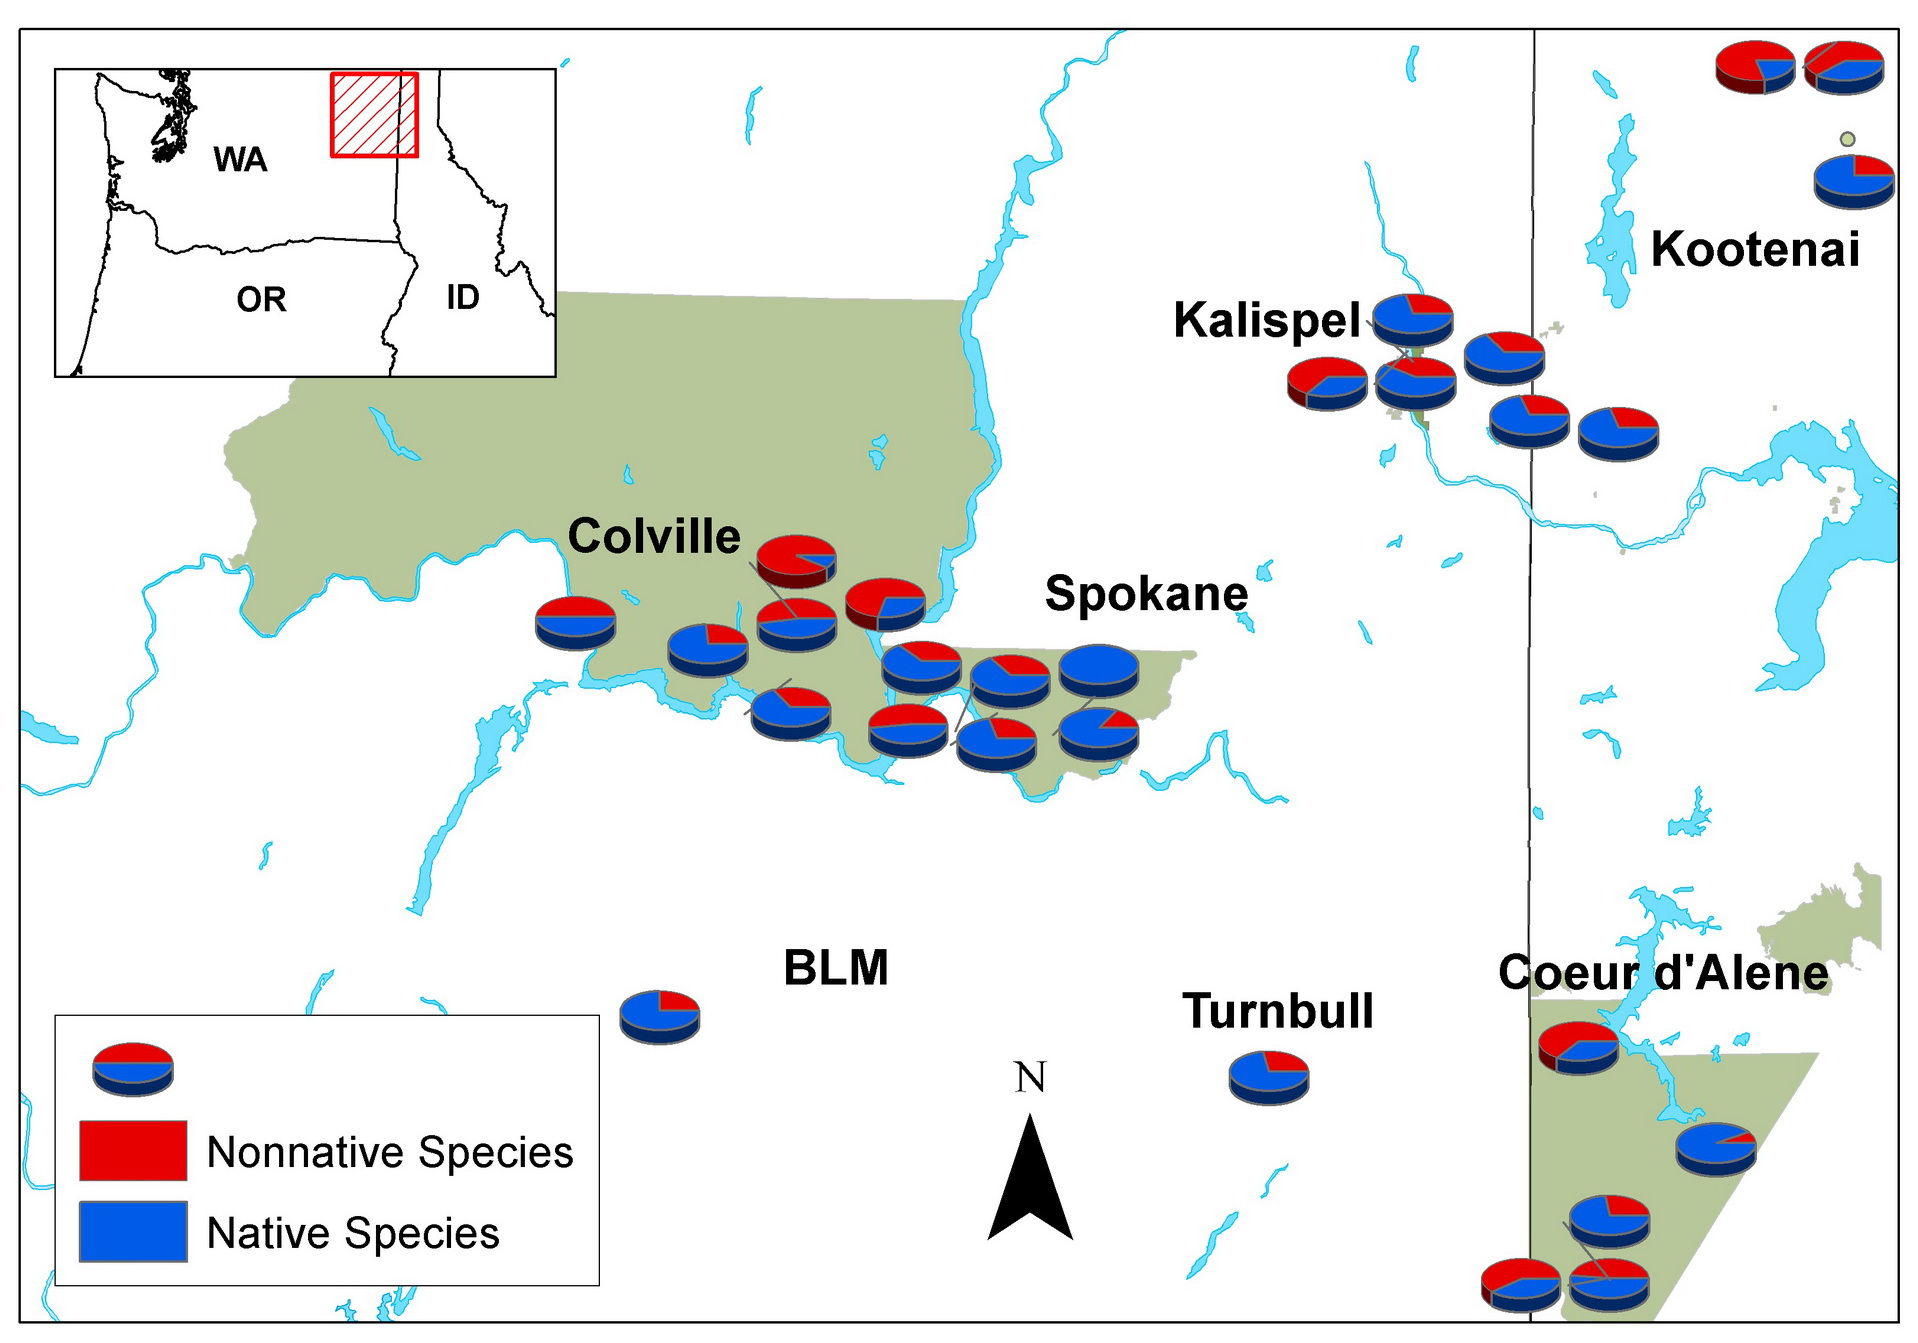 WA
OR
ID
Kootenai
Kalispel
Colville
Spokane
BLM
Coeur d'Alene
Turnbull
N
Nonnative Species
Native Species